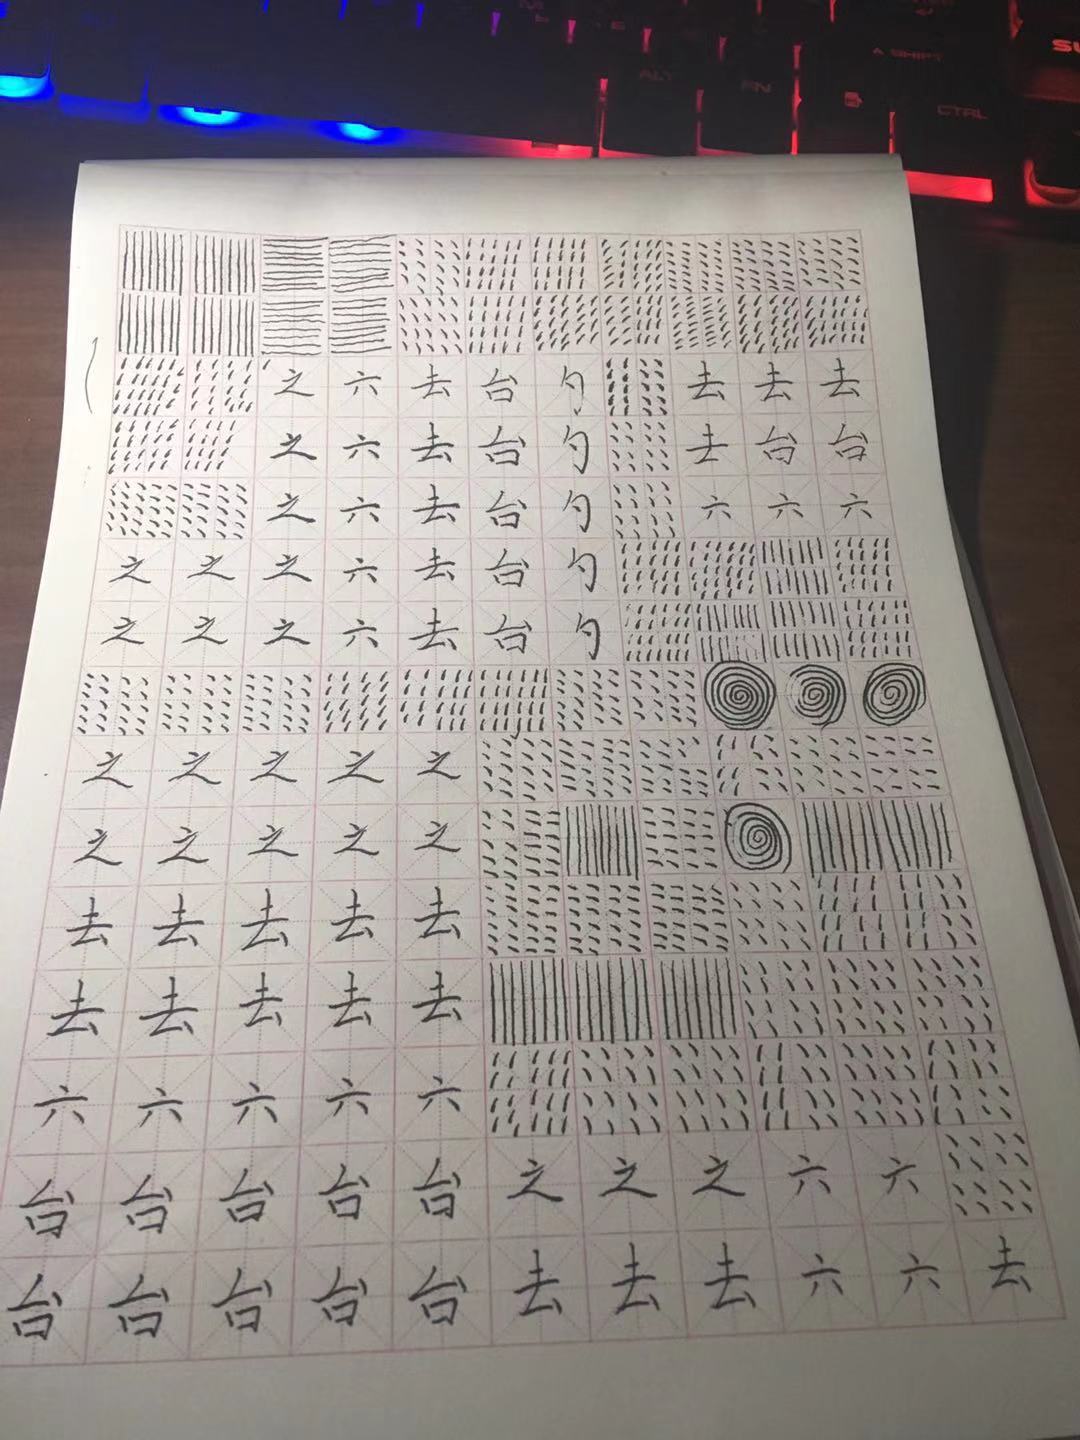 ALT FN SHIFT CTRL
之 六 去 台 勺 去 去 去
之 六 去 台 勺 去 台 台
之 六 去 台 勺 六 六 六
之 之 之 六 去 台 勺
之 之 之 六 去 台 勺
之 之 之 之 之
之 之 之 之 之
去 去 去 去 去
去 去 去 去 去
六 六 六 六 六
台 台 台 台 台 之 之 之 六 六
台 台 台 台 台 去 去 去 六 六 去